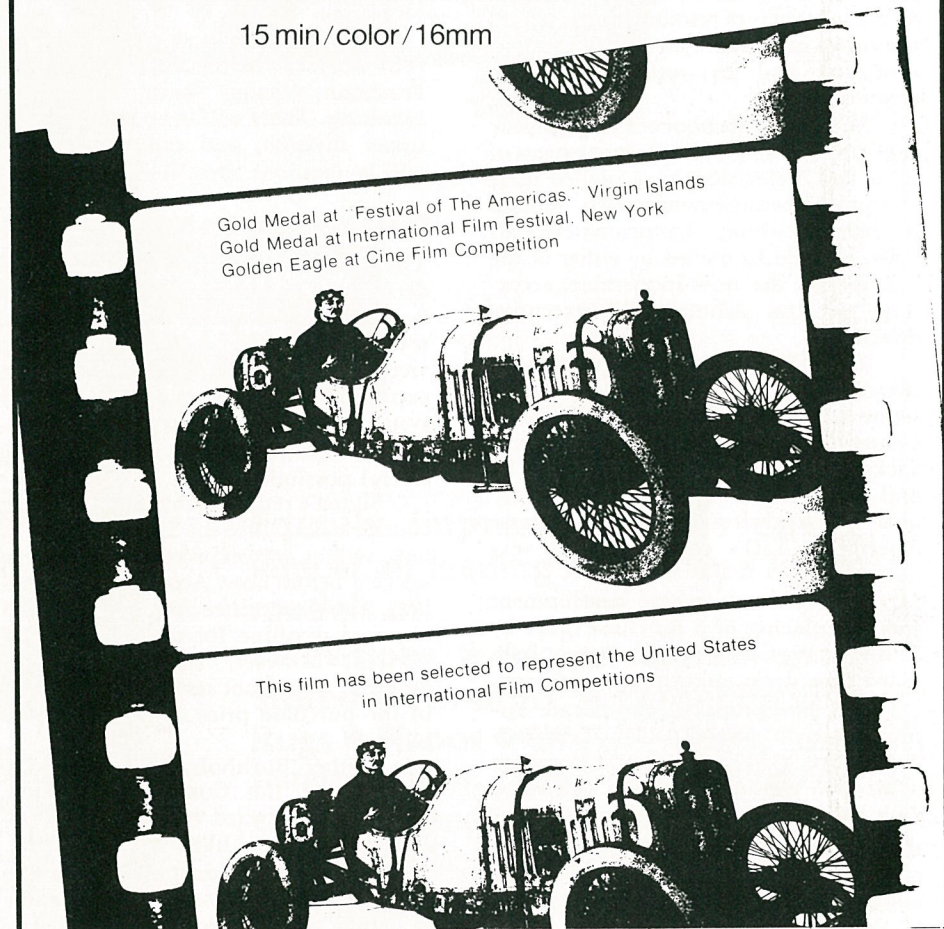 15 min/color/16mm
Gold Medal at "Festival of The Americas." Virgin Islands
Gold Medal at International Film Festival. New York
Golden Eagle at Cine Film Competition
This film has been selected to represent the United States
in International Film Competitions